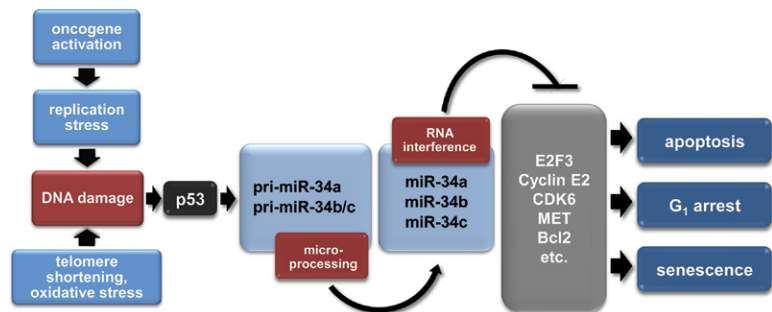 oncogene
activation
replication
stress
DNA damage
telomere
shortening,
oxidative stress
p53
pri-miR-34a
pri-miR-34b/c
micro-
processing
RNA
interference
miR-34a
miR-34b
miR-34c
E2F3
Cyclin E2
CDK6
MET
Bcl2
etc.
apoptosis
G₁ arrest
senescence